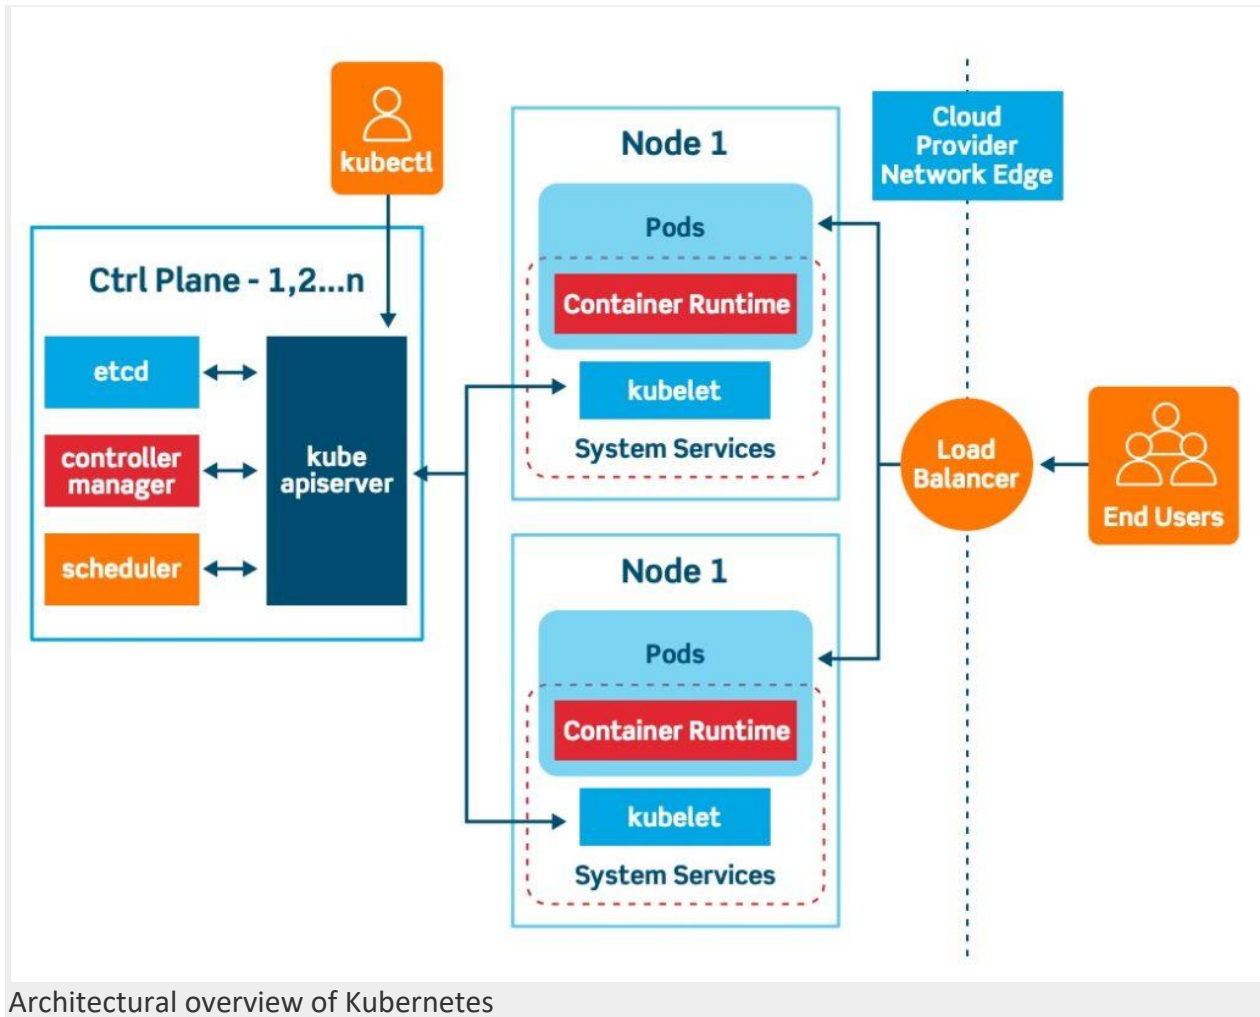 kubectl
Ctrl Plane - 1,2...n
etcd
controller
manager
scheduler
kube
apiserver
Node 1
Pods
Container Runtime
kubelet
System Services
Node 1
Pods
Container Runtime
kubelet
System Services
Cloud
Provider
Network Edge
Load
Balancer
End Users
Architectural overview of Kubernetes